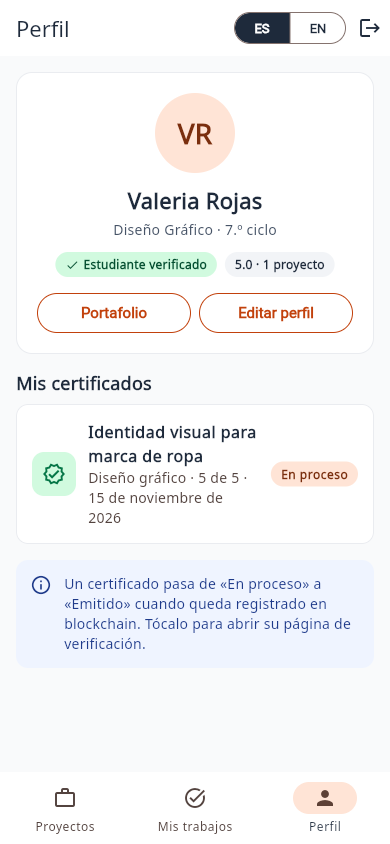 Perfil
ES
EN
VR
Valeria Rojas
Diseño Gráfico · 7.º ciclo
Estudiante verificado
5.0 · 1 proyecto
Portafolio
Editar perfil
Mis certificados
Identidad visual para
marca de ropa
Diseño gráfico · 5 de 5 ·
15 de noviembre de
2026
En proceso
Un certificado pasa de «En proceso» a
«Emitido» cuando queda registrado en
blockchain. Tócalo para abrir su página de
verificación.
Proyectos
Mis trabajos
Perfil